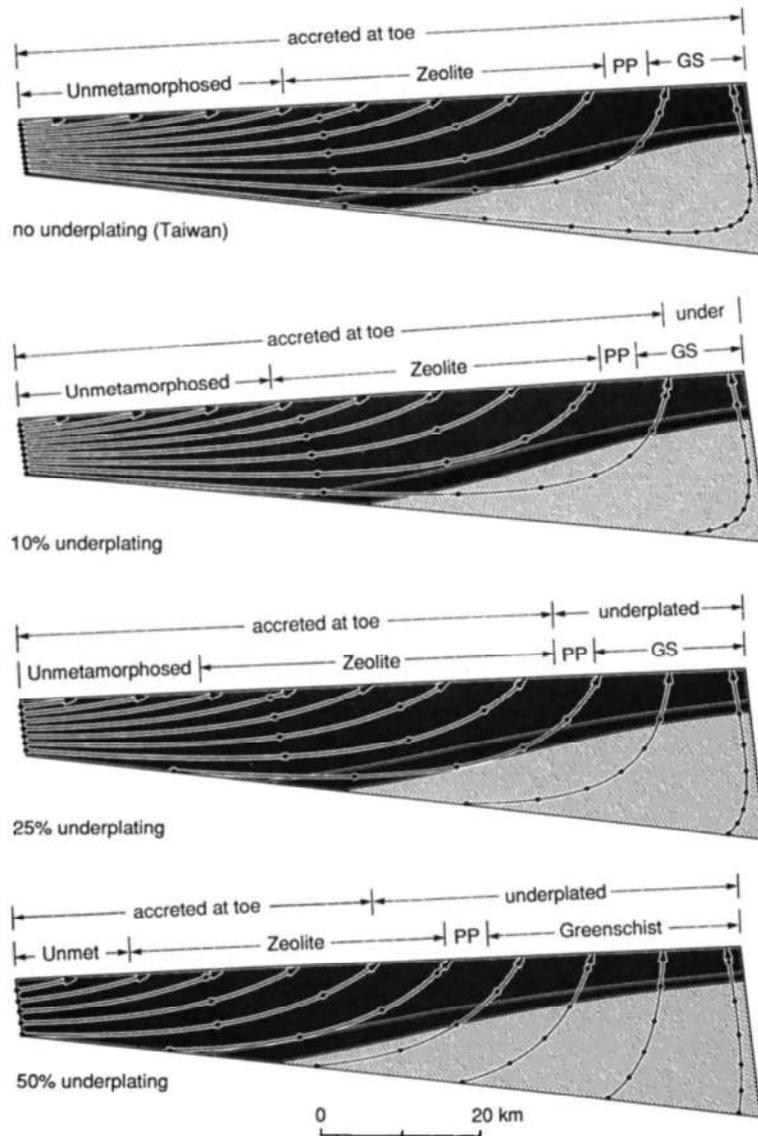 accreted at toe
Unmetamorphosed Zeolite PP GS
no underplating (Taiwan)
accreted at toe under
Unmetamorphosed Zeolite PP GS
10% underplating
accreted at toe underplated
Unmetamorphosed Zeolite PP GS
25% underplating
accreted at toe underplated
Unmet Zeolite PP Greenschist
50% underplating
0 20 km